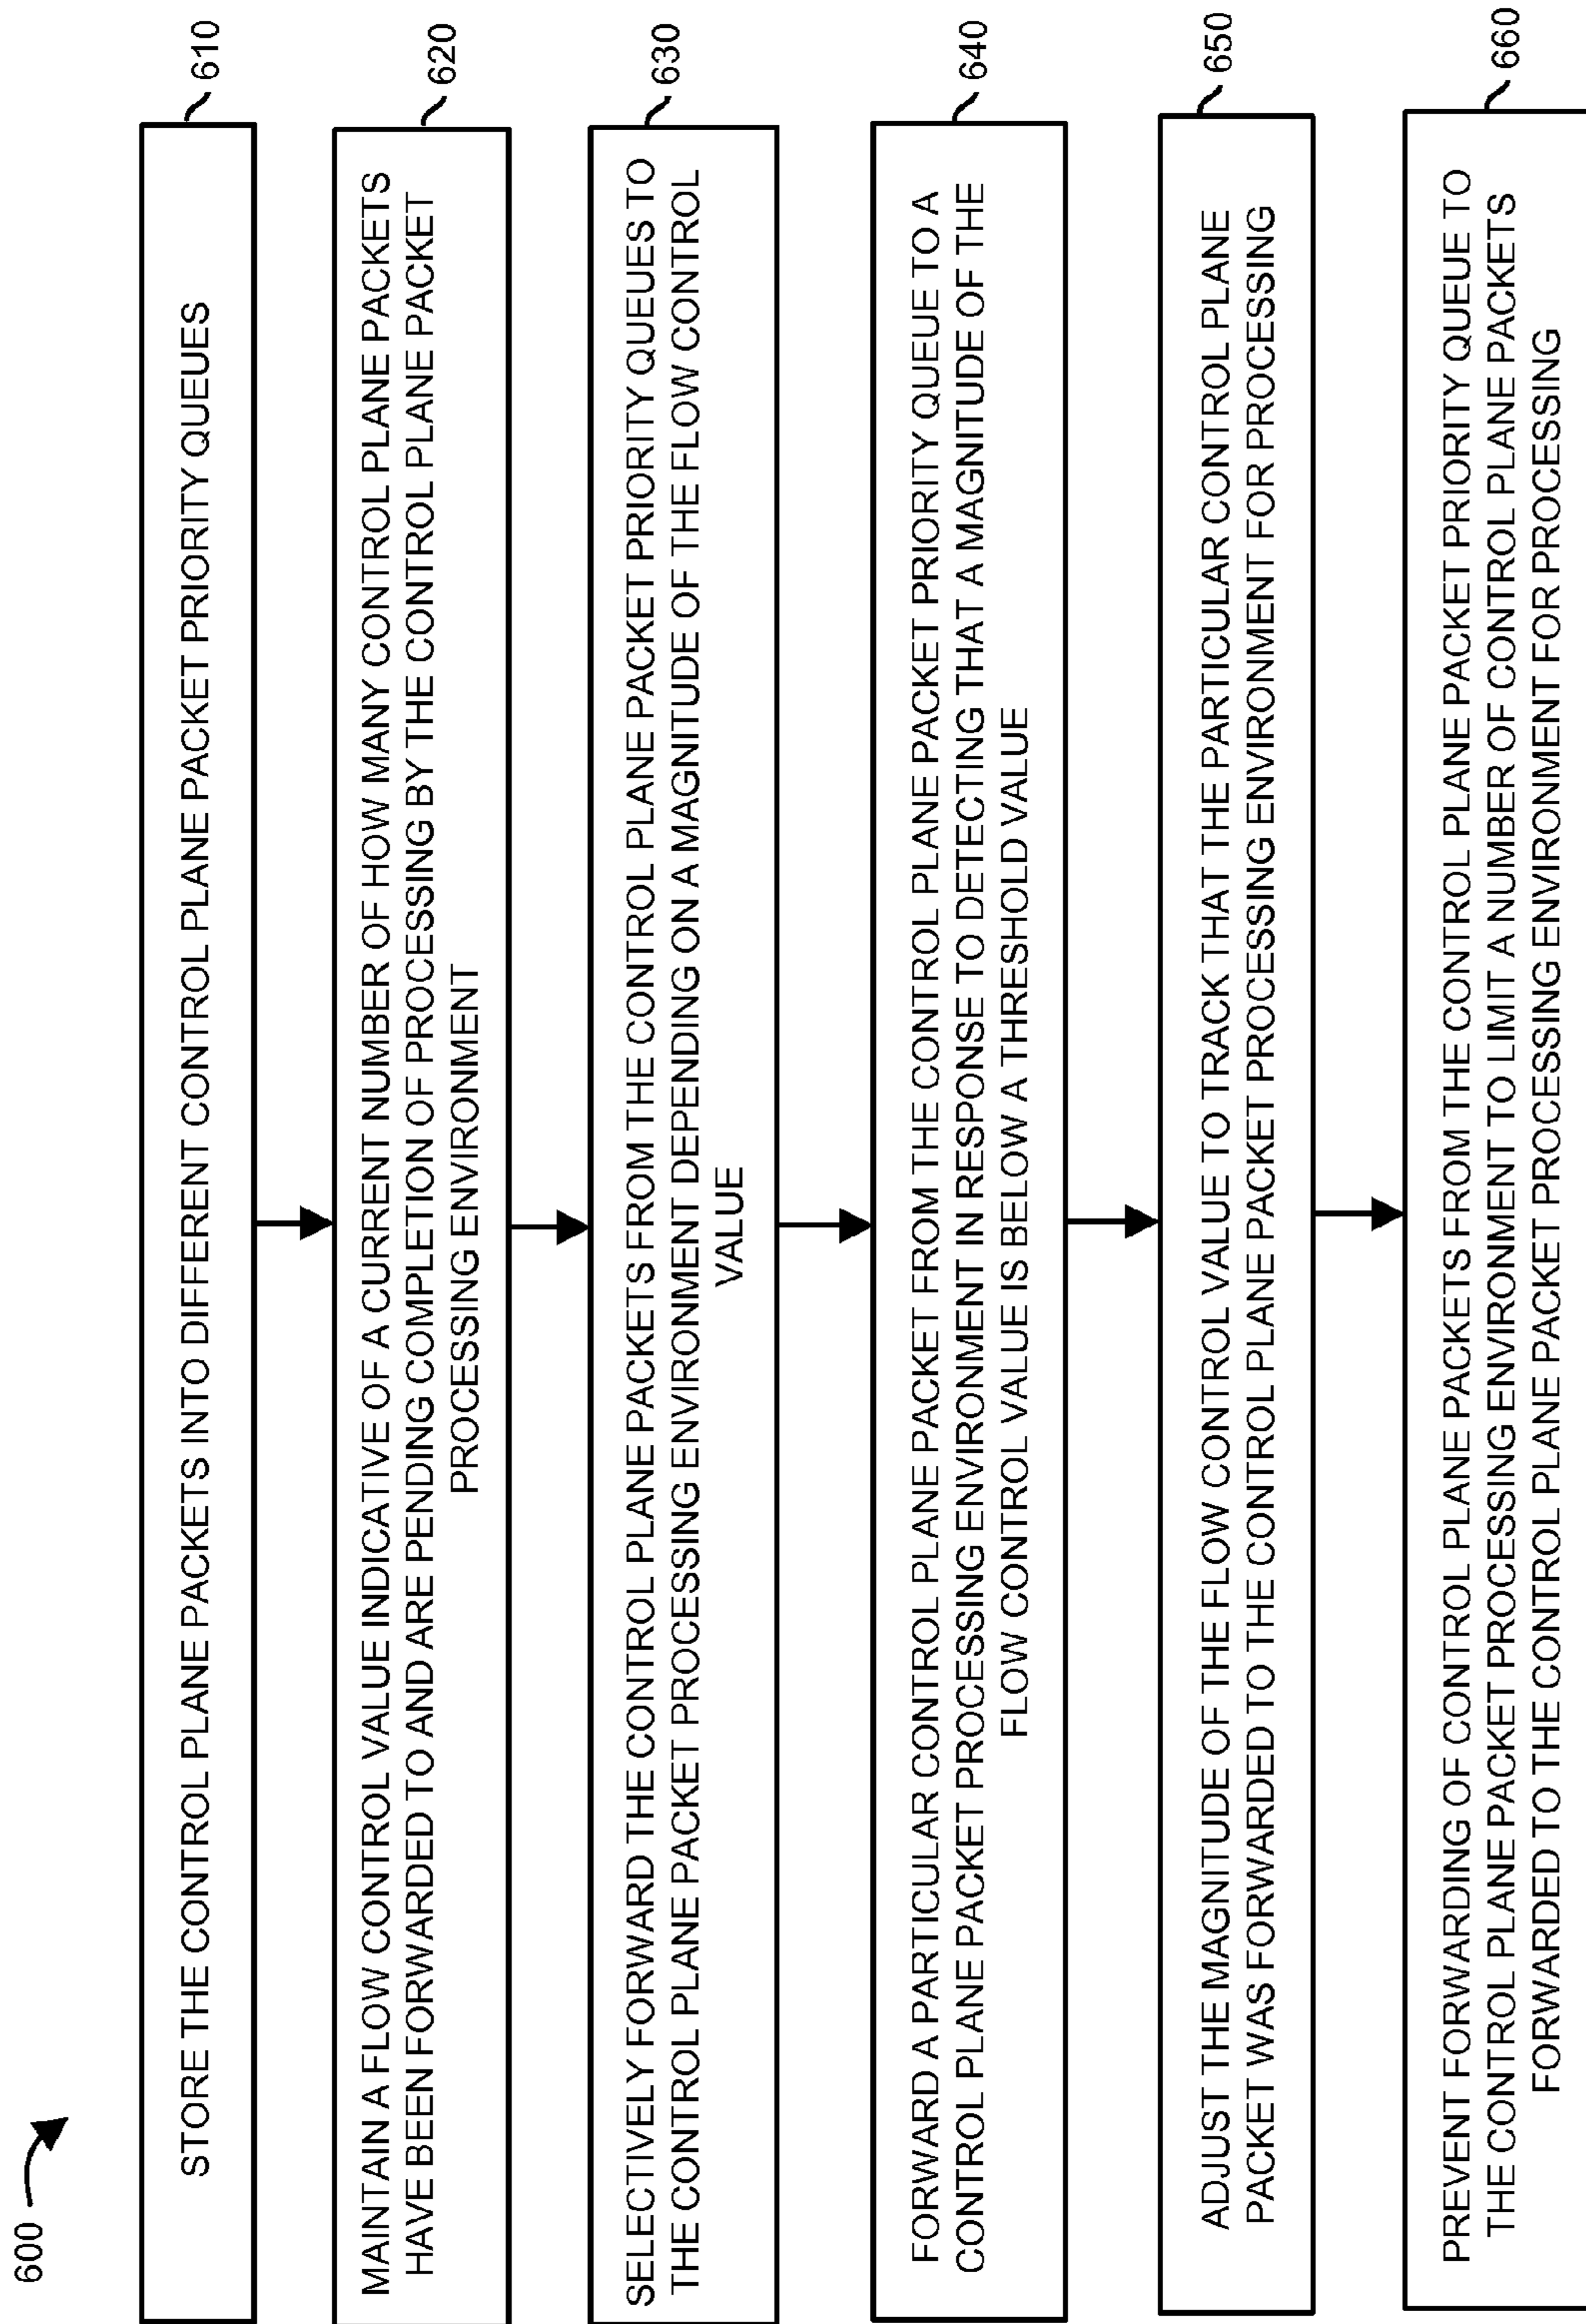 600
STORE THE CONTROL PLANE PACKETS INTO DIFFERENT CONTROL PLANE PACKET PRIORITY QUEUES
610
MAINTAIN A FLOW CONTROL VALUE INDICATIVE OF A CURRENT NUMBER OF HOW MANY CONTROL PLANE PACKETS
HAVE BEEN FORWARDED TO AND ARE PENDING COMPLETION OF PROCESSING BY THE CONTROL PLANE PACKET
PROCESSING ENVIRONMENT
620
SELECTIVELY FORWARD THE CONTROL PLANE PACKETS FROM THE CONTROL PLANE PACKET PRIORITY QUEUES TO
THE CONTROL PLANE PACKET PROCESSING ENVIRONMENT DEPENDING ON A MAGNITUDE OF THE FLOW CONTROL
VALUE
630
FORWARD A PARTICULAR CONTROL PLANE PACKET FROM THE CONTROL PLANE PACKET PRIORITY QUEUE TO A
CONTROL PLANE PACKET PROCESSING ENVIRONMENT IN RESPONSE TO DETECTING THAT A MAGNITUDE OF THE
FLOW CONTROL VALUE IS BELOW A THRESHOLD VALUE
640
ADJUST THE MAGNITUDE OF THE FLOW CONTROL VALUE TO TRACK THAT THE PARTICULAR CONTROL PLANE
PACKET WAS FORWARDED TO THE CONTROL PLANE PACKET PROCESSING ENVIRONMENT FOR PROCESSING
650
PREVENT FORWARDING OF CONTROL PLANE PACKETS FROM THE CONTROL PLANE PACKET PRIORITY QUEUE TO
THE CONTROL PLANE PACKET PROCESSING ENVIRONMENT TO LIMIT A NUMBER OF CONTROL PLANE PACKETS
FORWARDED TO THE CONTROL PLANE PACKET PROCESSING ENVIRONMENT FOR PROCESSING
660